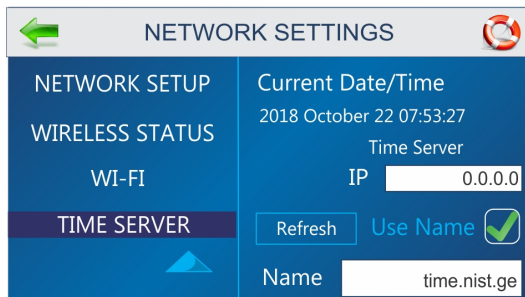 NETWORK SETTINGS
NETWORK SETUP
WIRELESS STATUS
WI-FI
TIME SERVER
Current Date/Time
2018 October 22 07:53:27
Time Server
IP 0.0.0.0
Refresh Use Name
Name time.nist.ge